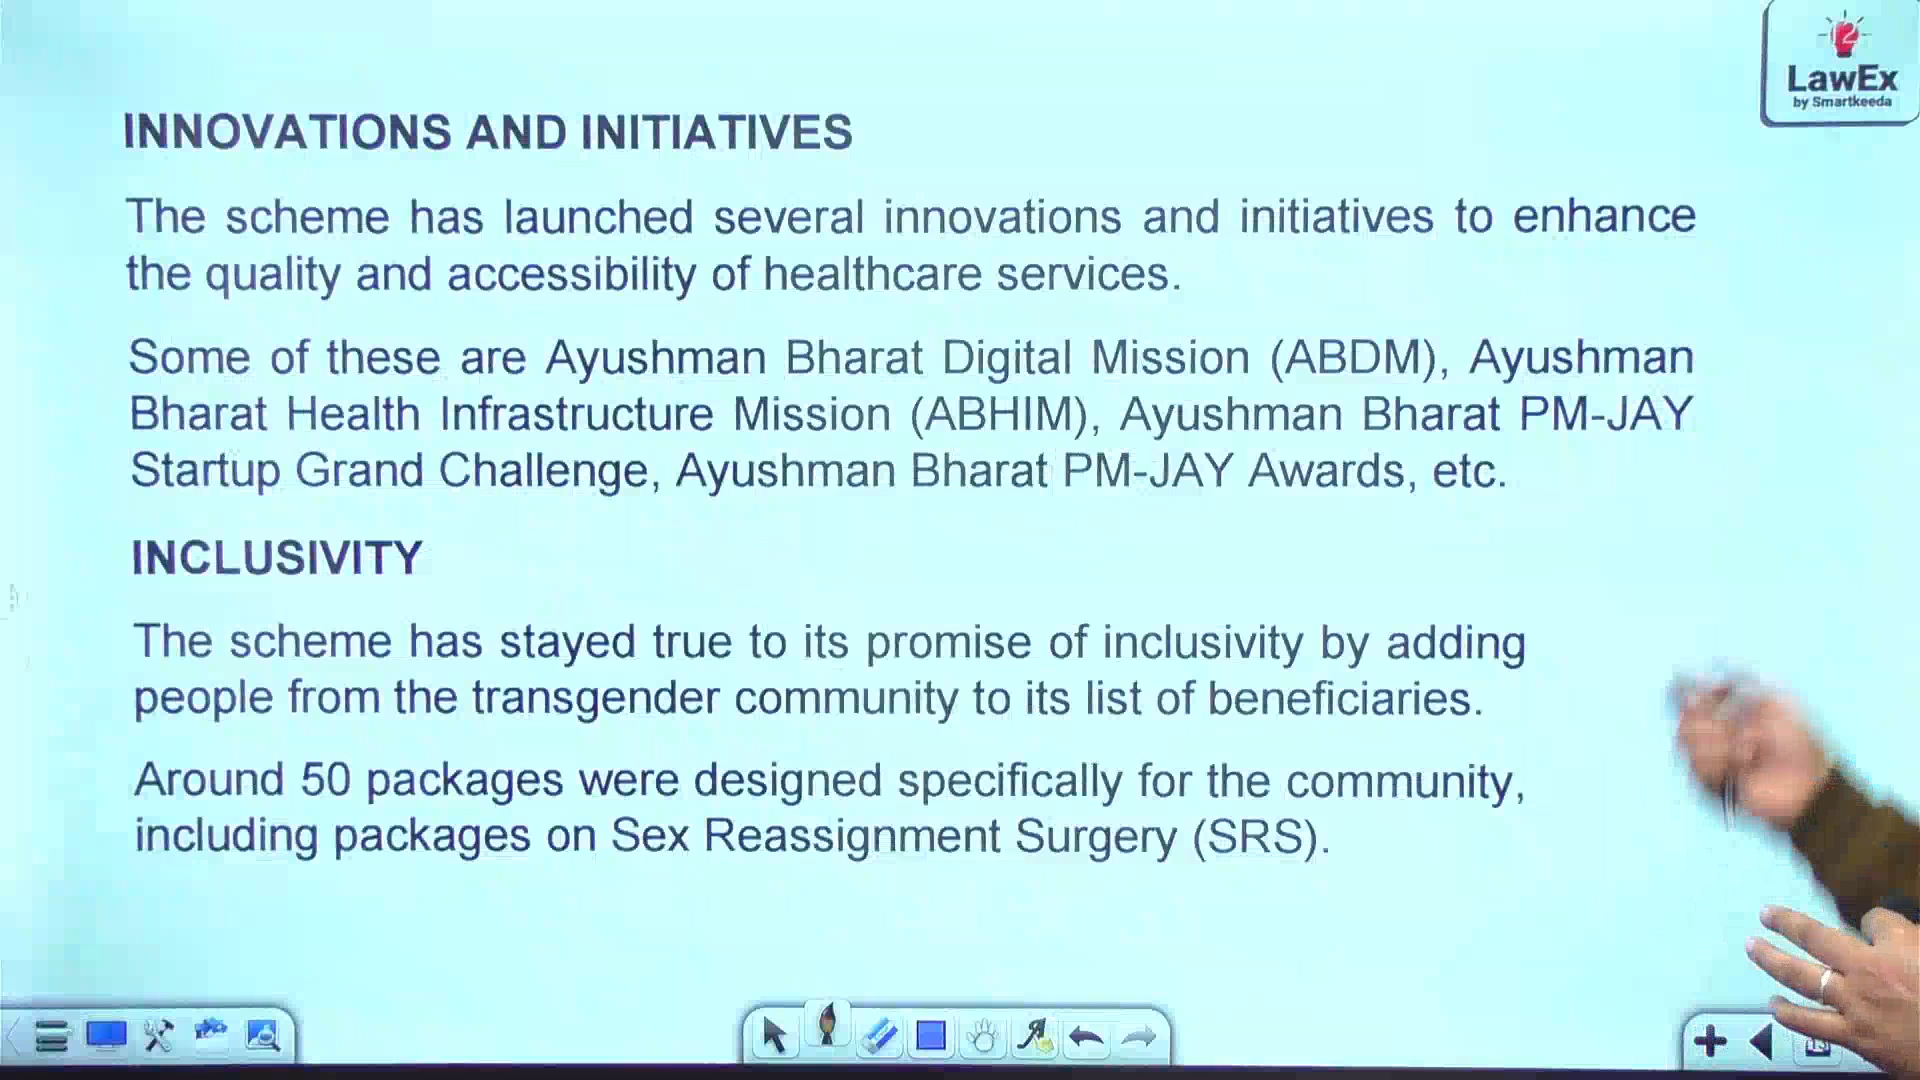 LawEx
by Smartkeeda
INNOVATIONS AND INITIATIVES
The scheme has launched several innovations and initiatives to enhance
the quality and accessibility of healthcare services.
Some of these are Ayushman Bharat Digital Mission (ABDM), Ayushman
Bharat Health Infrastructure Mission (ABHIM), Ayushman Bharat PM-JAY
Startup Grand Challenge, Ayushman Bharat PM-JAY Awards, etc.
INCLUSIVITY
The scheme has stayed true to its promise of inclusivity by adding
people from the transgender community to its list of beneficiaries.
Around 50 packages were designed specifically for the community,
including packages on Sex Reassignment Surgery (SRS).